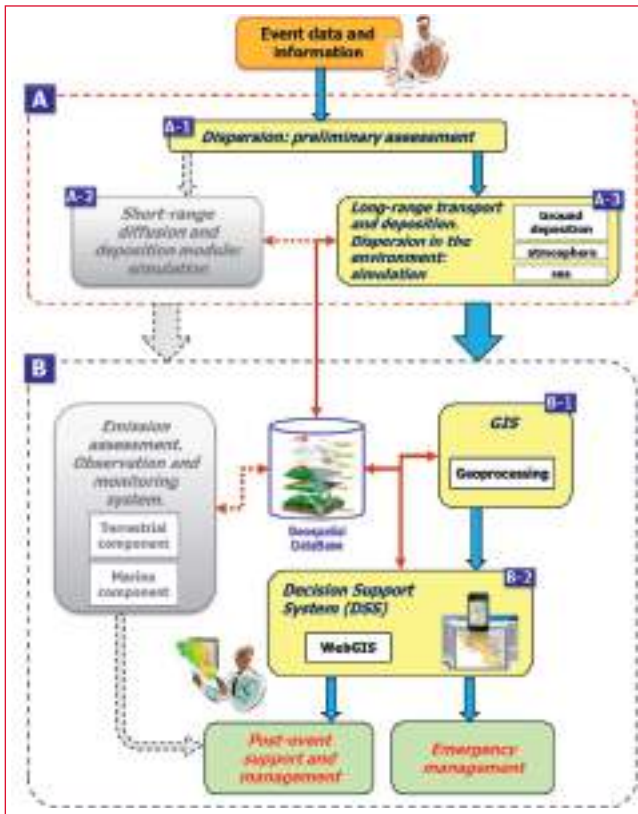 Event data and
information
A
A-1
Dispersion: preliminary assessment
A-2
Short-range
diffusion and
deposition module:
simulation
A-3
Long-range transport
and deposition.
Dispersion in the
environment:
simulation
Ground
deposition
atmosphere
sea
B
Emission
assessment.
Observation and
monitoring
system.
Terrestrial
component
Marine
component
Geospatial
DataBase
B-1
GIS
Geoprocessing
B-2
Decision Support
System (DSS)
WebGIS
Post-event
support and
management
Emergency
management